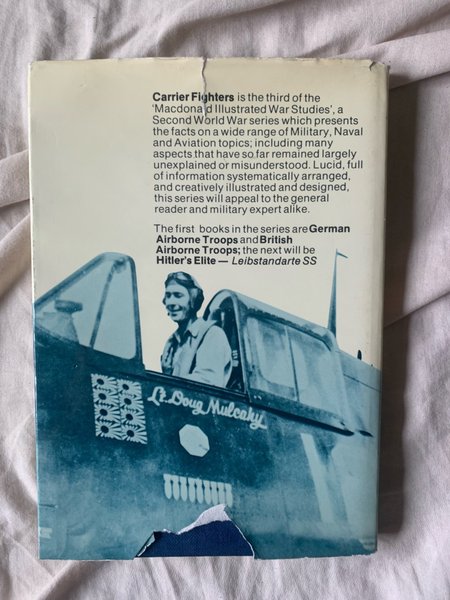 Carrier Fighters is the third of the
'Macdonald Illustrated War Studies', a
Second World War series which presents
the facts on a wide range of Military, Naval
and Aviation topics; including many
aspects that have so far remained largely
unexplained or misunderstood. Lucid, full
of information systematically arranged,
and creatively illustrated and designed,
this series will appeal to the general
reader and military expert alike.
The first books in the series are German
Airborne Troops and British
Airborne Troops; the next will be
Hitler's Elite — Leibstandarte SS
Lt. Doug Mulcahy